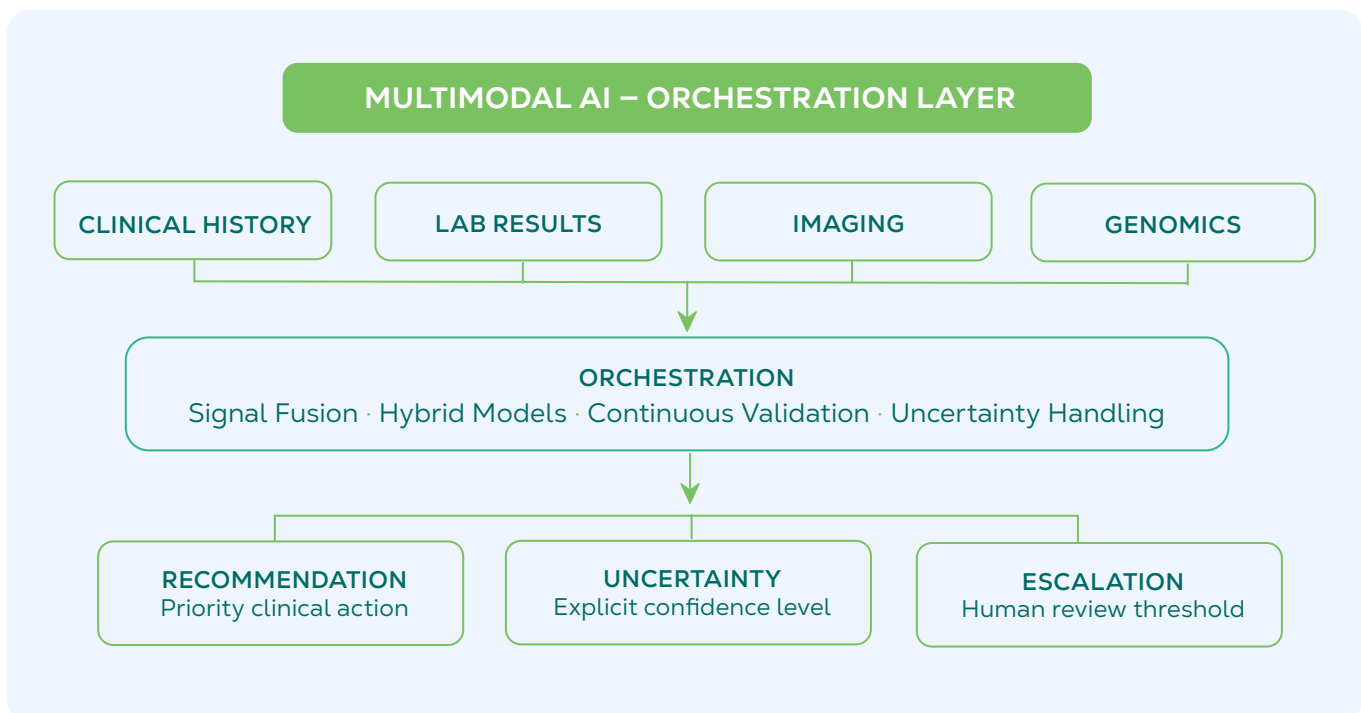 MULTIMODAL AI – ORCHESTRATION LAYER
CLINICAL HISTORY
LAB RESULTS
IMAGING
GENOMICS
ORCHESTRATION
Signal Fusion · Hybrid Models · Continuous Validation · Uncertainty Handling
RECOMMENDATION
Priority clinical action
UNCERTAINTY
Explicit confidence level
ESCALATION
Human review threshold